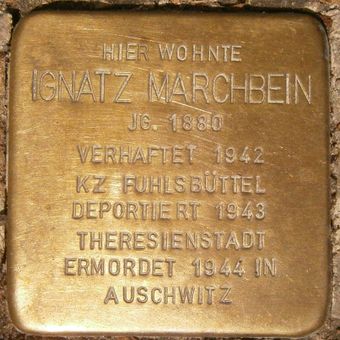 HIER WOHNTE
IGNATZ MARCHBEIN
JG. 1880
VERHAFTET 1942
KZ FUHLSBÜTTEL
DEPORTIERT 1943
THERESIENSTADT
ERMORDET 1944 IN
AUSCHWITZ